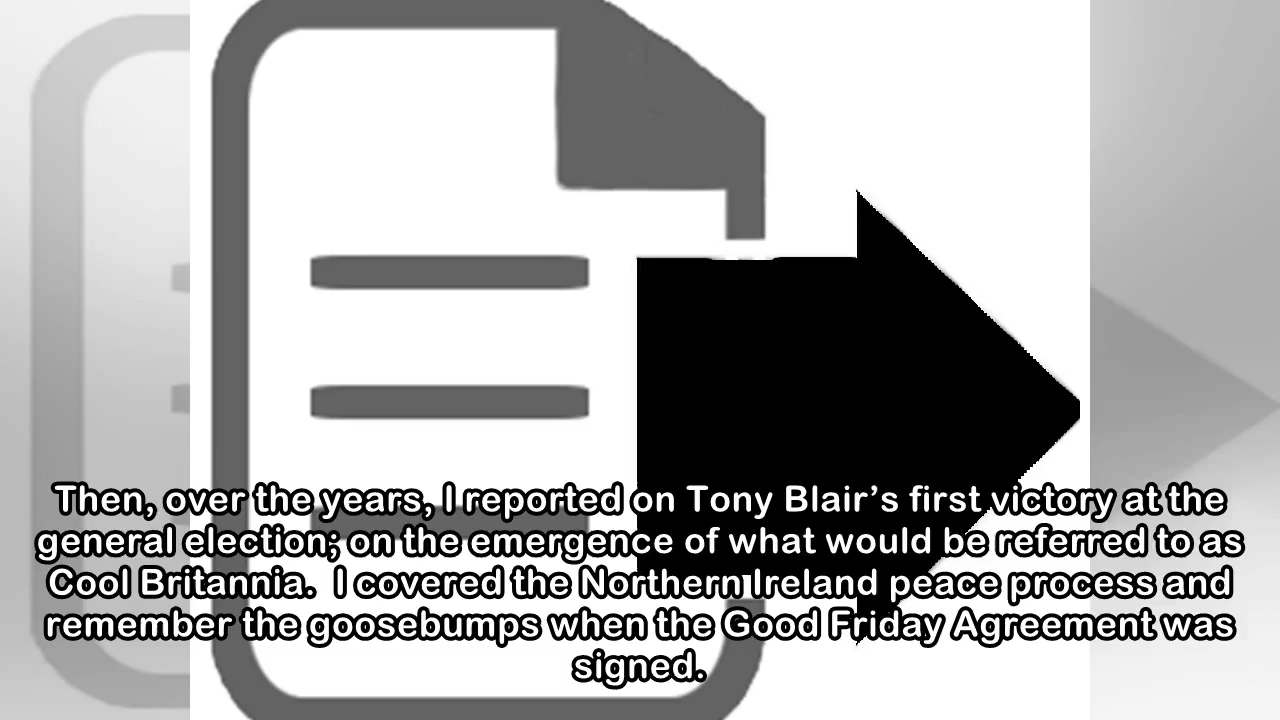 Then, over the years, I reported on Tony Blair’s first victory at the
general election; on the emergence of what would be referred to as
Cool Britannia.  I covered the Northern Ireland peace process and
remember the goosebumps when the Good Friday Agreement was
signed.